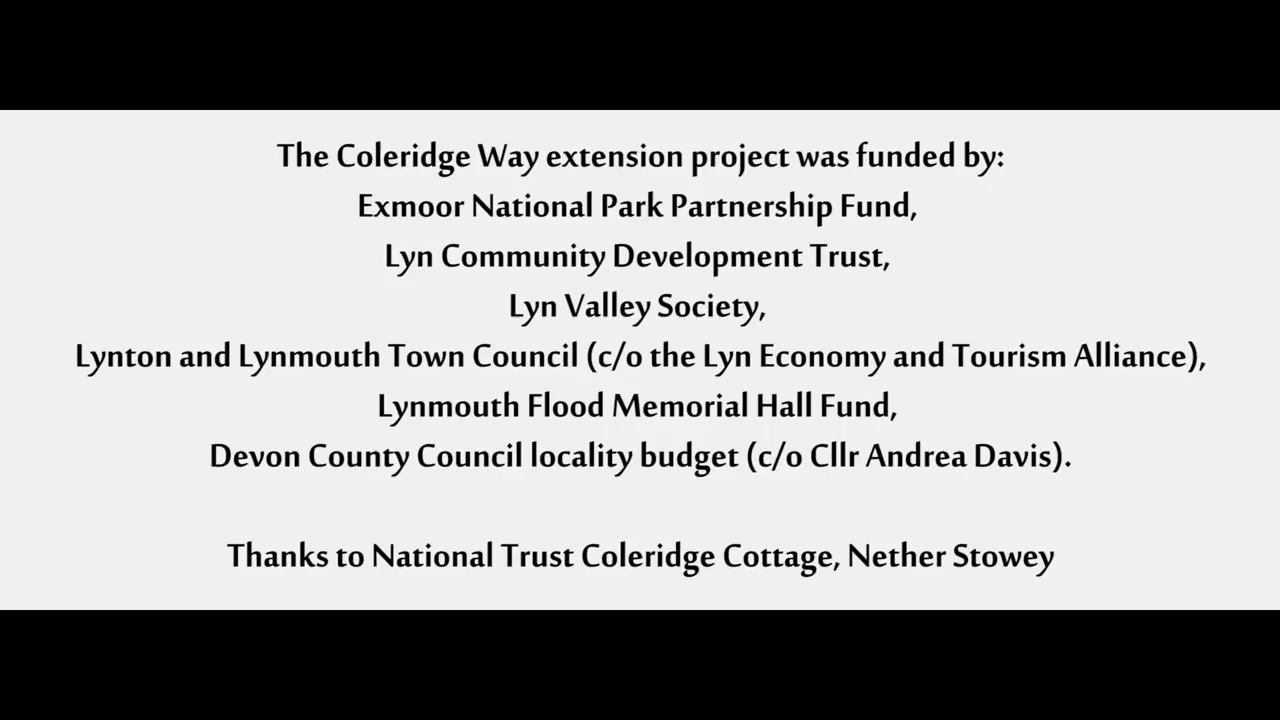 The Coleridge Way extension project was funded by:
Exmoor National Park Partnership Fund,
Lyn Community Development Trust,
Lyn Valley Society,
Lynton and Lynmouth Town Council (c/o the Lyn Economy and Tourism Alliance),
Lynmouth Flood Memorial Hall Fund,
Devon County Council locality budget (c/o Cllr Andrea Davis).
Thanks to National Trust Coleridge Cottage, Nether Stowey